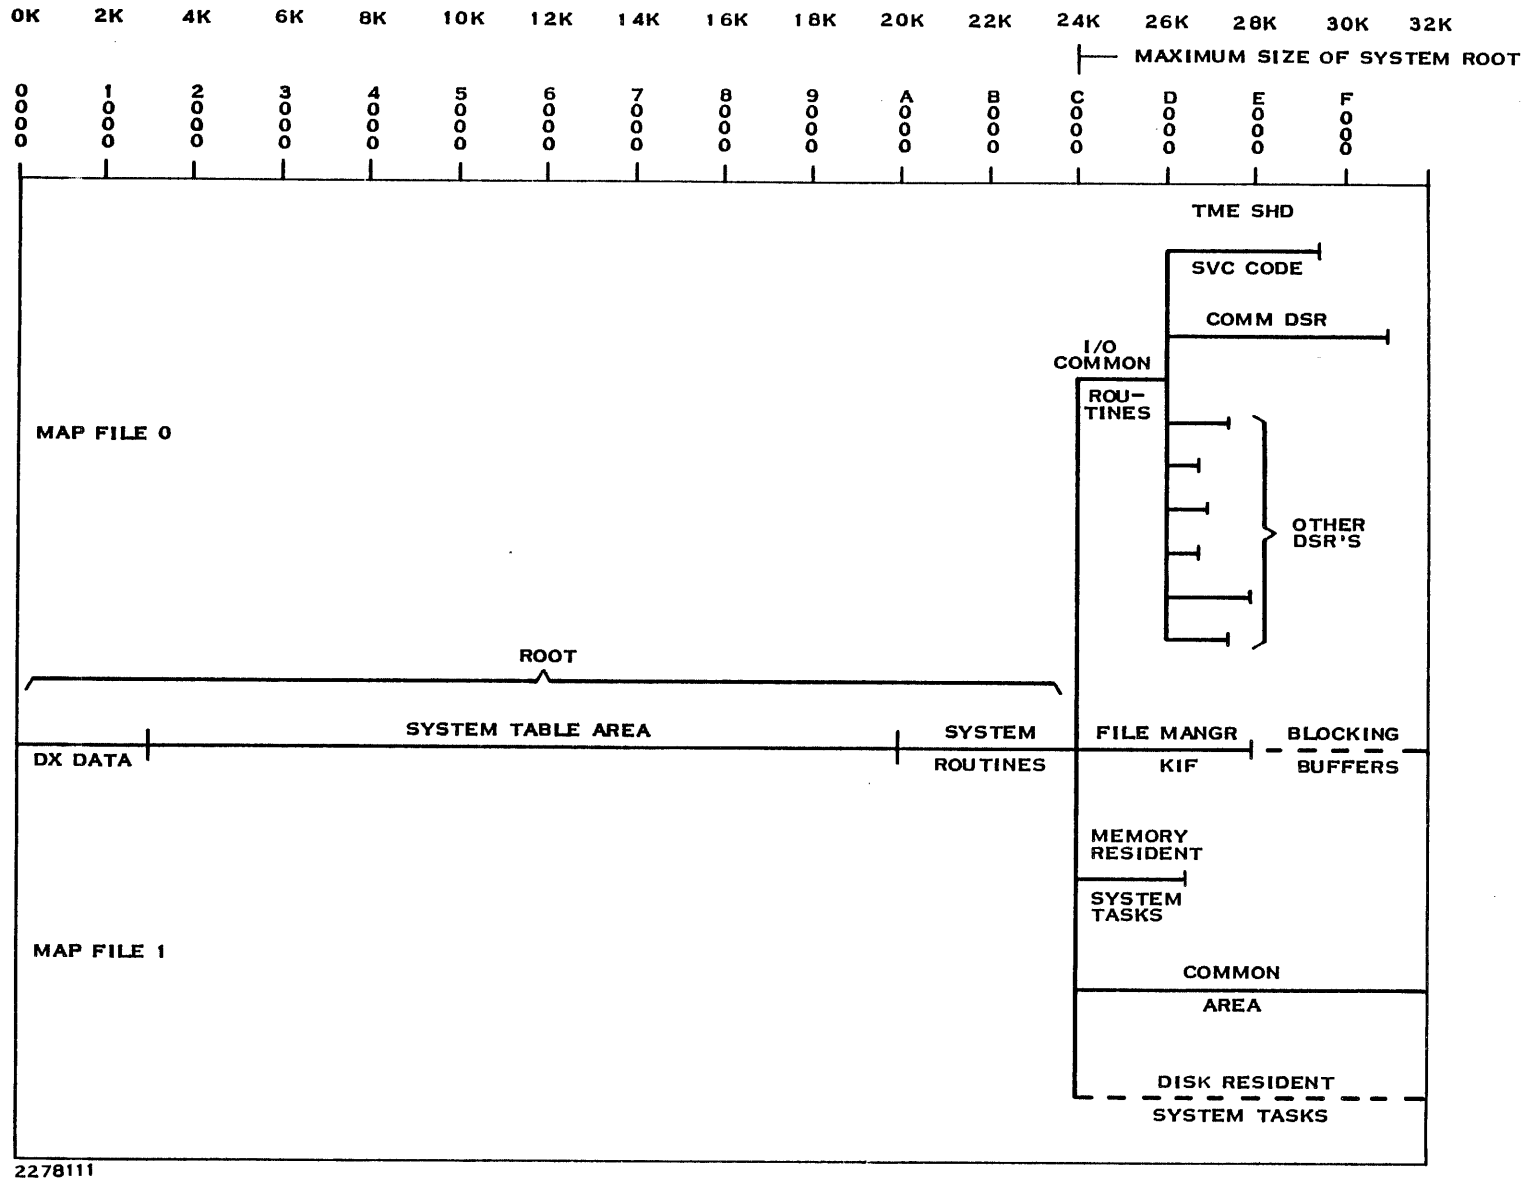 0K 2K 4K 6K 8K 10K 12K 14K 16K 18K 20K 22K 24K 26K 28K 30K 32K
MAXIMUM SIZE OF SYSTEM ROOT
0000 1000 2000 3000 4000 5000 6000 7000 8000 9000 A000 B000 C000 D000 E000 F000
TME SHD
SVC CODE
COMM DSR
I/O
COMMON
ROU-
TINES
MAP FILE 0
OTHER
DSR'S
ROOT
SYSTEM TABLE AREA
SYSTEM
FILE MANGR
BLOCKING
DX DATA
ROUTINES
KIF
BUFFERS
MEMORY
RESIDENT
SYSTEM
TASKS
MAP FILE 1
COMMON
AREA
DISK RESIDENT
SYSTEM TASKS
2278111